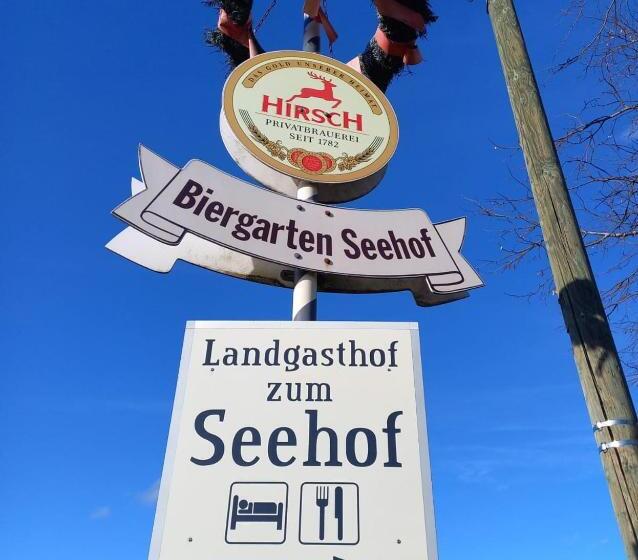 DAS GOLD UNSERER HEIMAT
HIRSCH
PRIVATBRAUEREI
SEIT 1782
Biergarten Seehof
Landgasthof
zum
Seehof